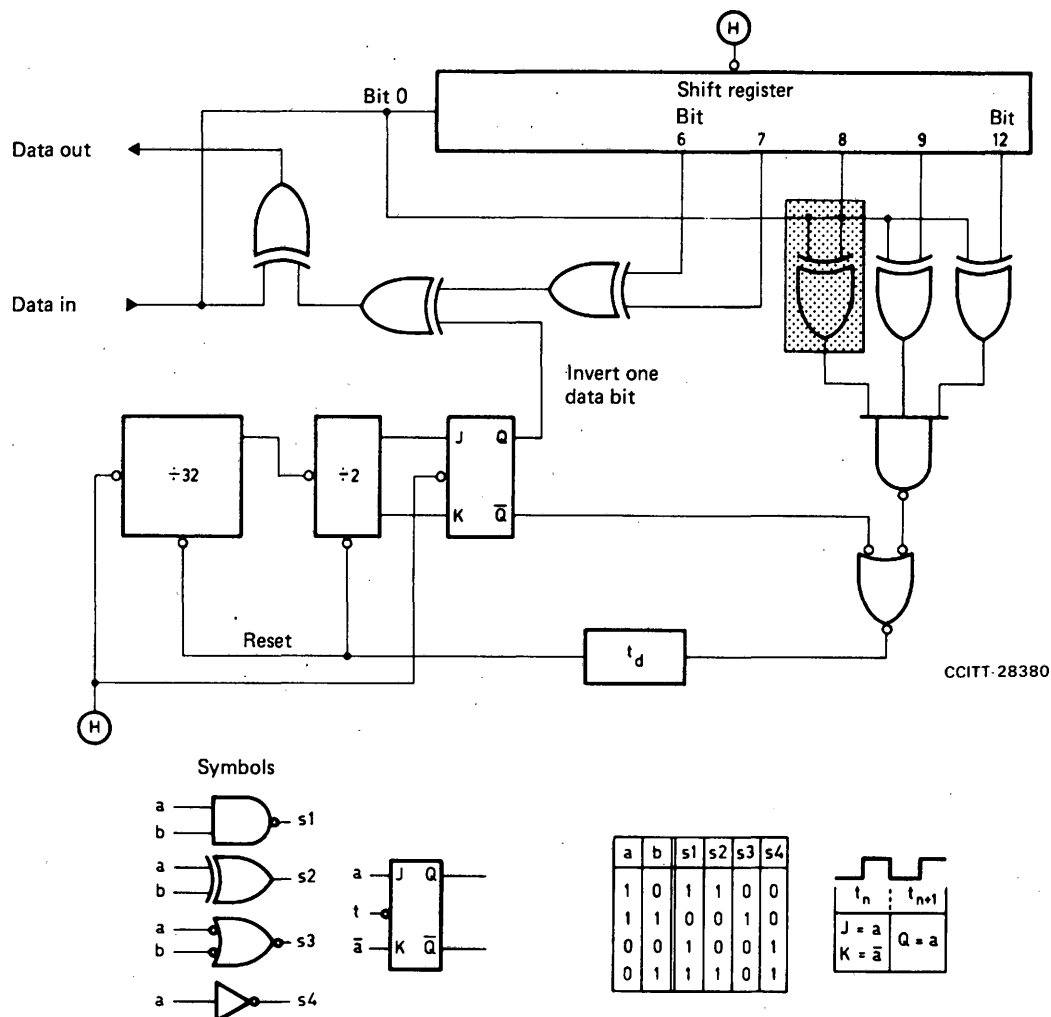 H
Shift register
Bit 0
Bit Bit
6 7 8 9 12
Data out
Data in
Invert one
data bit
÷32 ÷2 J Q
K Q̅
Reset
t_d
CCITT-28380
H
Symbols
a s1
b
a s2
b
a s3
b
a s4
a J Q
t
a̅ K Q̅
a b s1 s2 s3 s4
1 0 1 1 0 0
1 1 0 0 1 0
0 0 1 0 0 1
0 1 1 1 0 1
t_n t_n+1
J = a
K = a̅
Q = a